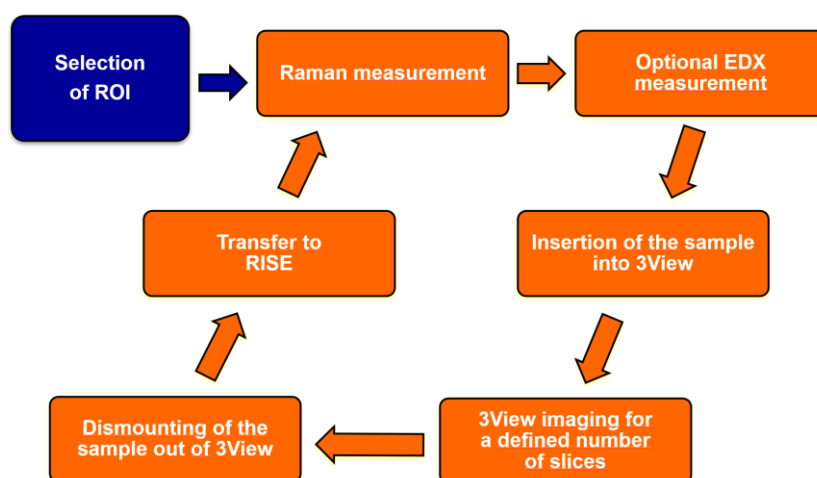 Selection
of ROI
Raman measurement
Optional EDX
measurement
Transfer to
RISE
Insertion of the sample
into 3View
Dismounting of the
sample out of 3View
3View imaging for
a defined number
of slices